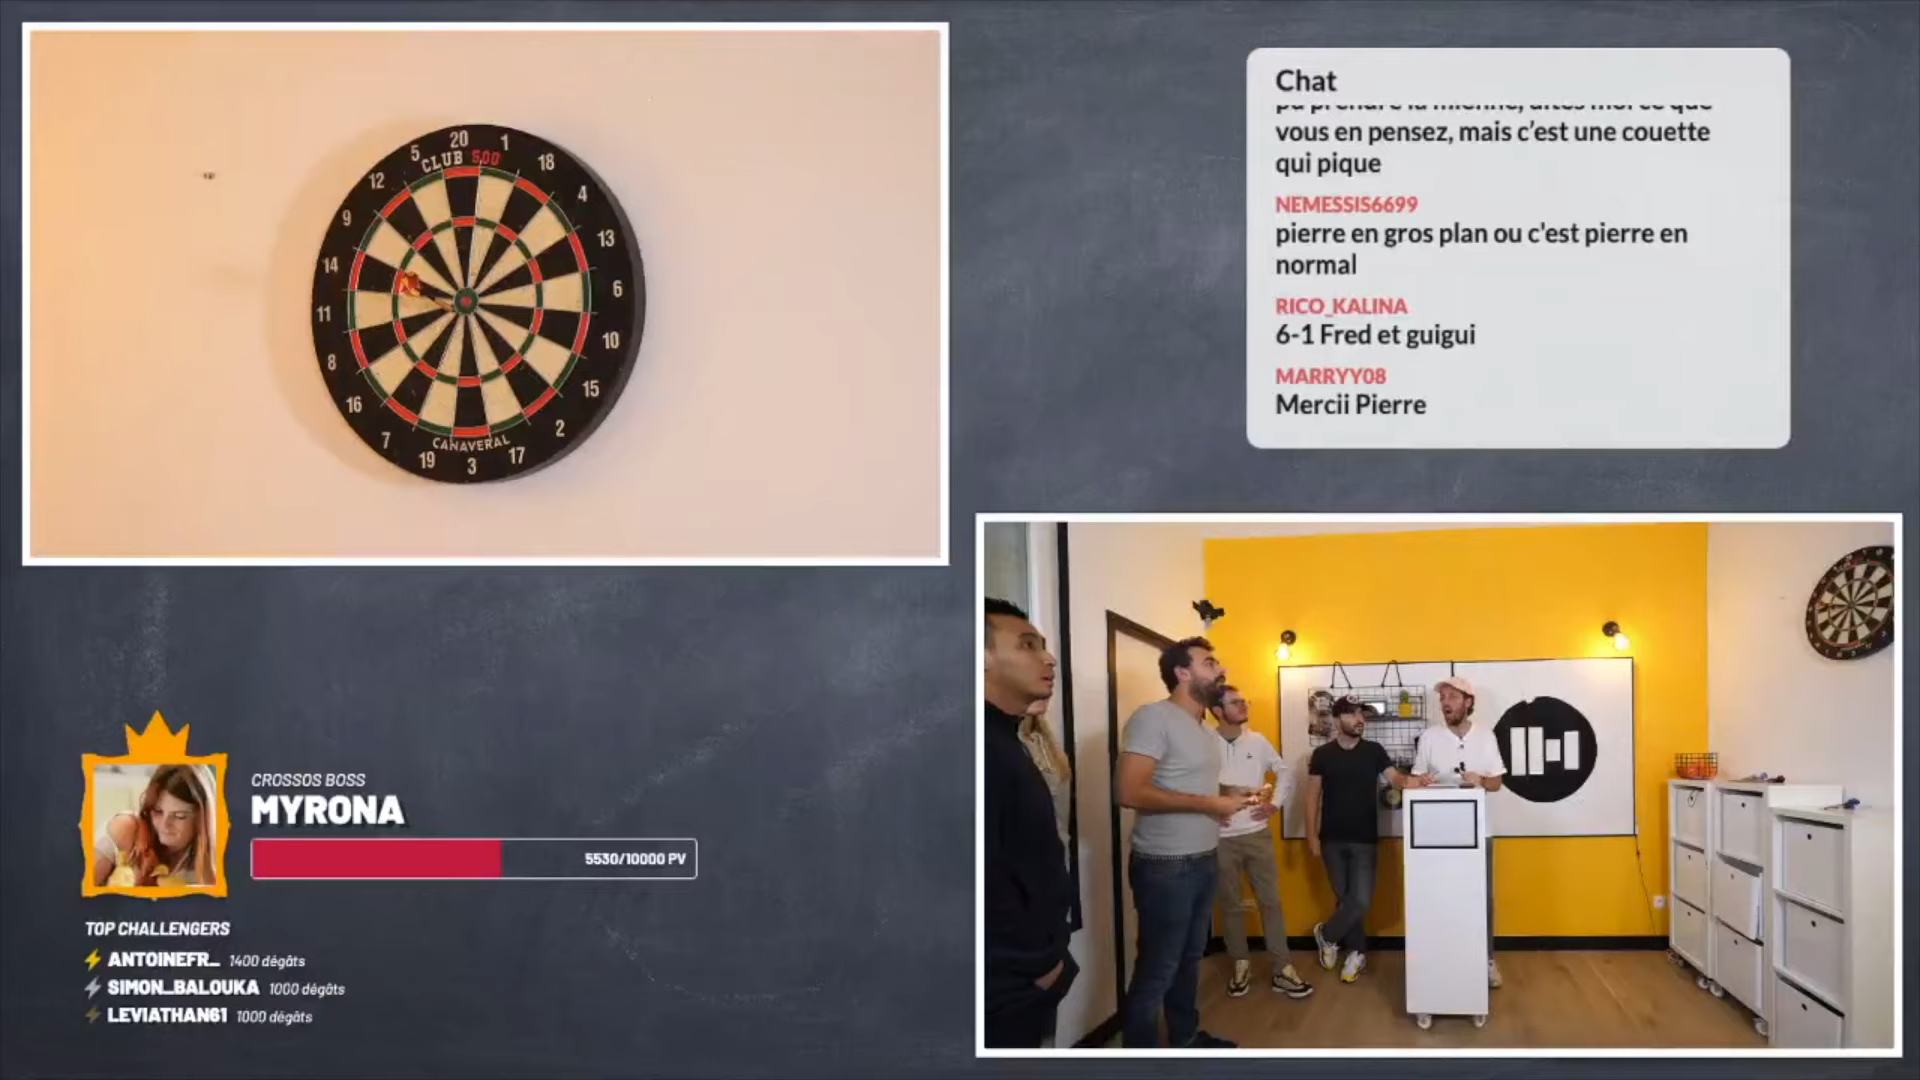 20
1
18
4
13
6
10
15
2
17
3
19
7
16
8
11
14
9
12
5
CLUB 500
CANAVERAL
Chat
vous en pensez, mais c’est une couette
qui pique
NEMESSIS6699
pierre en gros plan ou c'est pierre en
normal
RICO_KALINA
6-1 Fred et guigui
MARRYY08
Mercii Pierre
CROSSOS BOSS
MYRONA
5530/10000 PV
TOP CHALLENGERS
ANTOINEFR_ 1400 dégâts
SIMON_BALOUKA 1000 dégâts
LEVIATHAN61 1000 dégâts